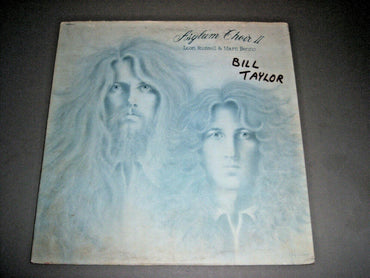 Asylum Choir II
Leon Russell & Marc Benno
BILL
TAYLOR